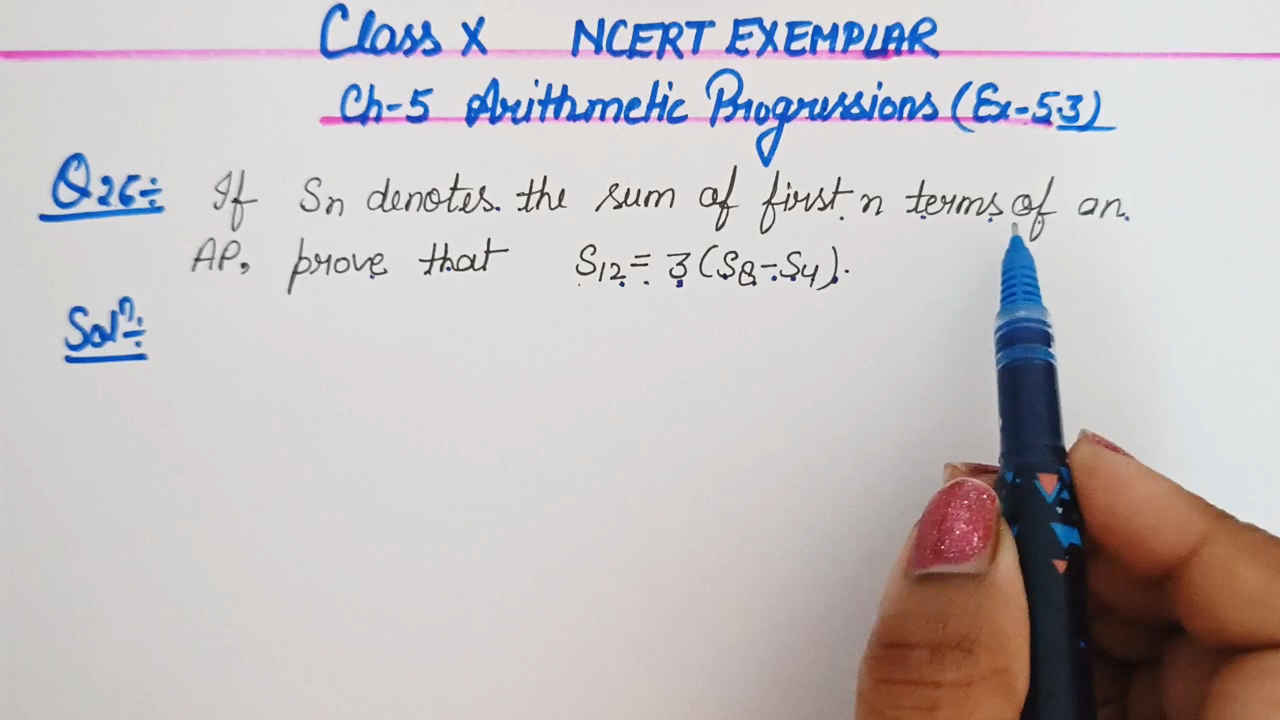 Class X NCERT EXEMPLAR
Ch-5 Arithmetic Progressions (Ex-5.3)
Q26÷ If Sn denotes the sum of first n terms of an
AP, prove that S12 = 3(S8-S4).
Solⁿ÷